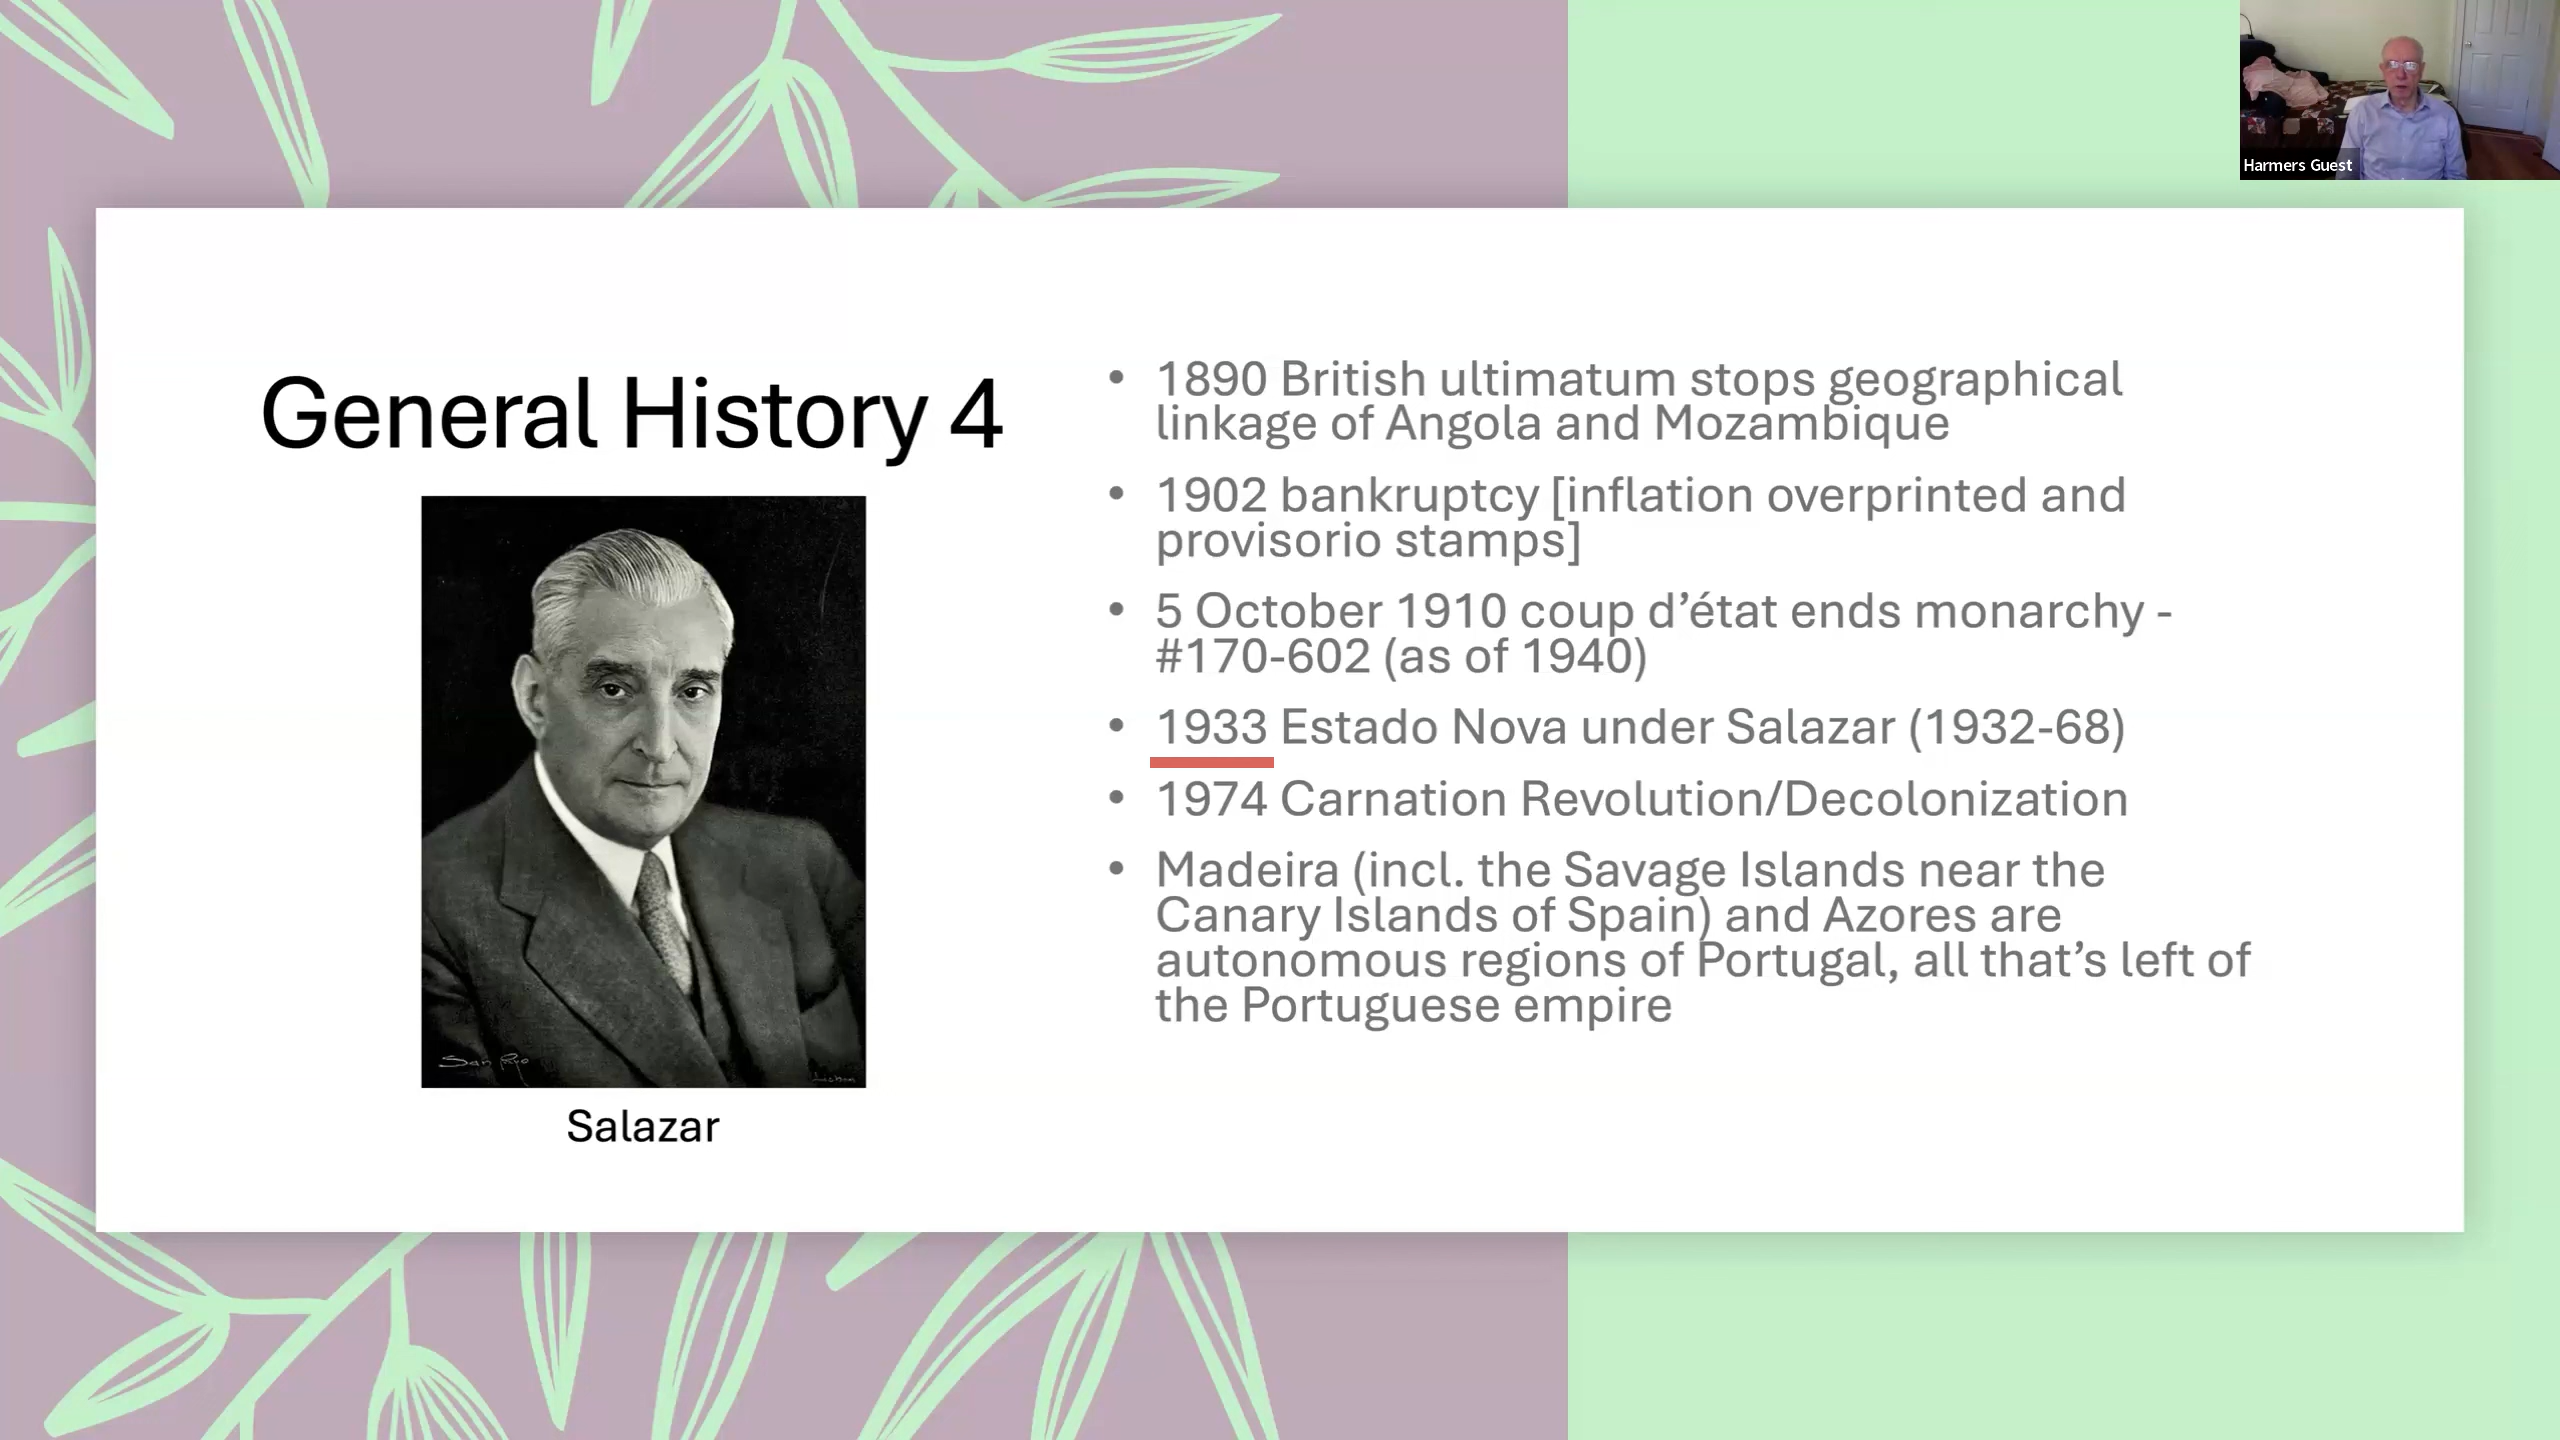 Harmers Guest
General History 4
San Ryo
Lisboa
Salazar
• 1890 British ultimatum stops geographical
linkage of Angola and Mozambique
• 1902 bankruptcy [inflation overprinted and
provisorio stamps]
• 5 October 1910 coup d’état ends monarchy -
#170-602 (as of 1940)
• 1933 Estado Nova under Salazar (1932-68)
• 1974 Carnation Revolution/Decolonization
• Madeira (incl. the Savage Islands near the
Canary Islands of Spain) and Azores are
autonomous regions of Portugal, all that’s left of
the Portuguese empire